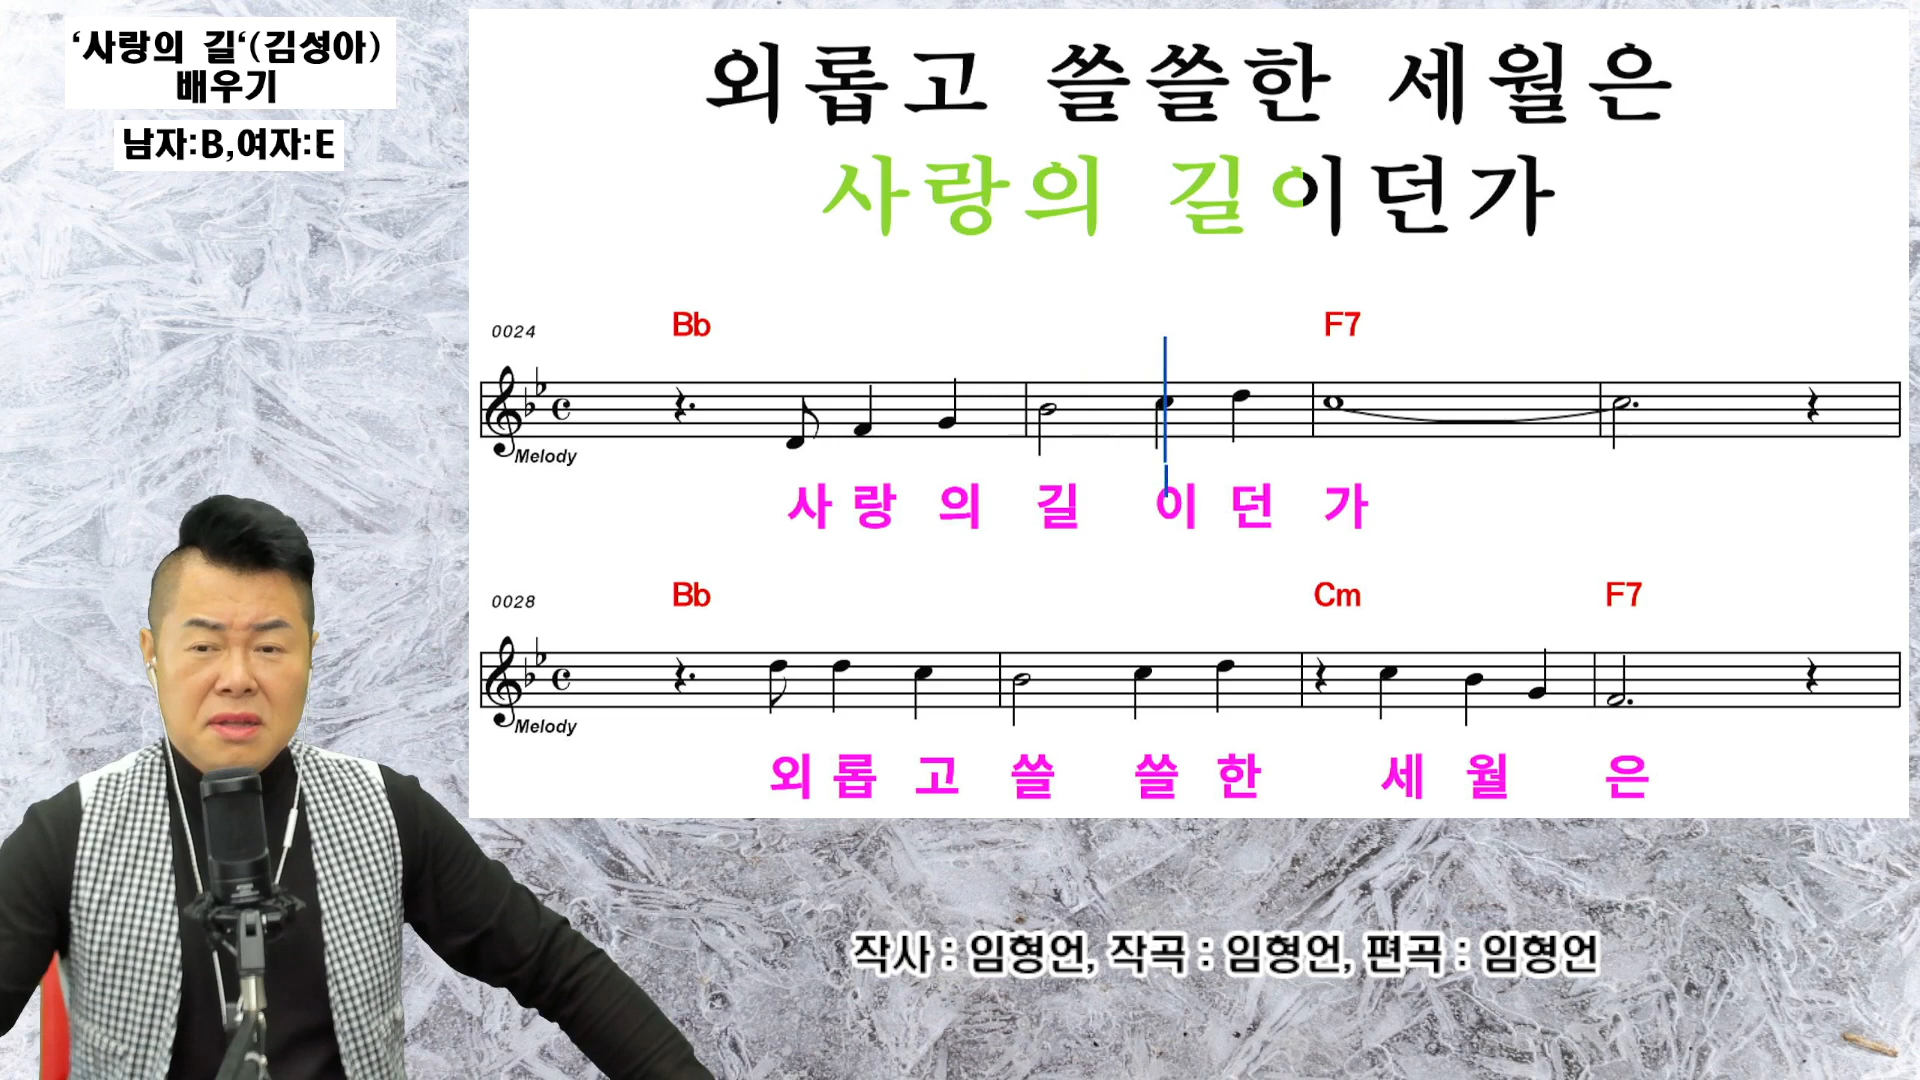 ‘사랑의 길‘(김성아)
배우기
남자:B,여자:E
외롭고 쓸쓸한 세월은
사랑의 길이던가
0024
Bb F7
Melody
사 랑 의 길 이 던 가
0028
Bb Cm F7
Melody
외 롭 고 쓸 쓸 한 세 월 은
작사 : 임형언, 작곡 : 임형언, 편곡 : 임형언